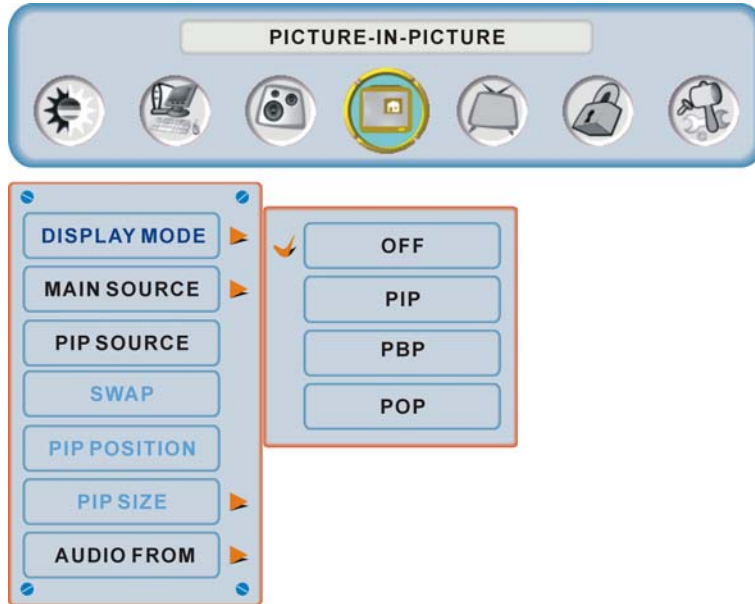 PICTURE-IN-PICTURE
DISPLAY MODE
MAIN SOURCE
PIP SOURCE
SWAP
PIP POSITION
PIP SIZE
AUDIO FROM
OFF
PIP
PBP
POP